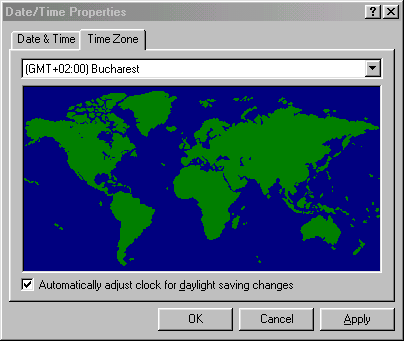 Date/Time Properties
Date & Time
Time Zone
(GMT+02:00) Bucharest
Automatically adjust clock for daylight saving changes
OK
Cancel
Apply